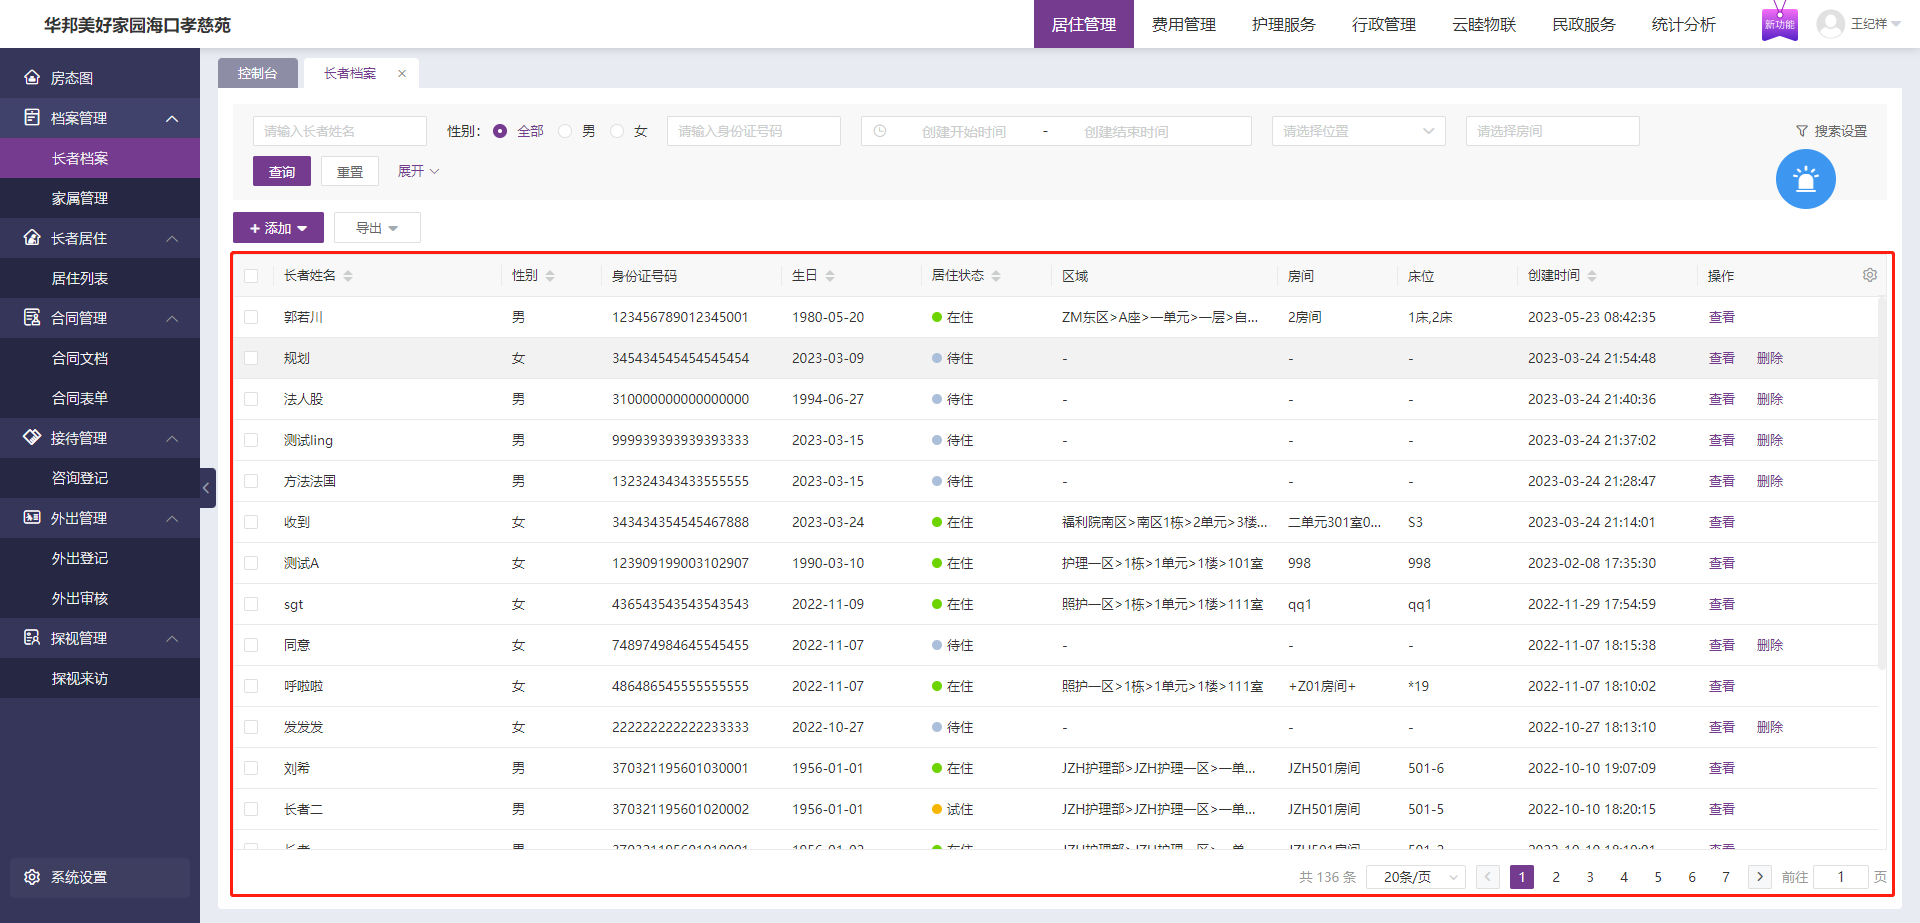 华邦美好家园海口孝慈苑
居住管理 费用管理 护理服务 行政管理 云睦物联 民政服务 统计分析 新功能 王纪祥
房态图
档案管理
长者档案
家属管理
长者居住
居住列表
合同管理
合同文档
合同表单
接待管理
咨询登记
外出管理
外出登记
外出审核
探视管理
探视来访
系统设置
控制台 长者档案 ×
请输入长者姓名 性别: 全部 男 女 请输入身份证号码 创建开始时间 - 创建结束时间 请选择位置 请选择房间 搜索设置
查询 重置 展开
+ 添加 导出
长者姓名 性别 身份证号码 生日 居住状态 区域 房间 床位 创建时间 操作
郭若川 男 123456789012345001 1980-05-20 在住 ZM东区>A座>一单元>一层>自... 2房间 1床,2床 2023-05-23 08:42:35 查看
规划 女 345434545454545454 2023-03-09 待住 - - - 2023-03-24 21:54:48 查看 删除
法人股 男 310000000000000000 1994-06-27 待住 - - - 2023-03-24 21:40:36 查看 删除
测试ling 男 999939393939393333 2023-03-15 待住 - - - 2023-03-24 21:37:02 查看 删除
方法法国 男 132324343433555555 2023-03-15 待住 - - - 2023-03-24 21:28:47 查看 删除
收到 女 343434354545467888 2023-03-24 在住 福利院南区>南区1栋>2单元>3楼... 二单元301室0... S3 2023-03-24 21:14:01 查看
测试A 女 123909199003102907 1990-03-10 在住 护理一区>1栋>1单元>1楼>101室 998 998 2023-02-08 17:35:30 查看
sgt 女 436543543543543543 2022-11-09 在住 照护一区>1栋>1单元>1楼>111室 qq1 qq1 2022-11-29 17:54:59 查看
同意 女 748974984645545455 2022-11-07 待住 - - - 2022-11-07 18:15:38 查看 删除
呼啦啦 女 486486545555555555 2022-11-07 在住 照护一区>1栋>1单元>1楼>111室 +Z01房间+ *19 2022-11-07 18:10:02 查看
发发发 女 222222222222233333 2022-10-27 待住 - - - 2022-10-27 18:13:10 查看 删除
刘希 男 370321195601030001 1956-01-01 在住 JZH护理部>JZH护理一区>一单... JZH501房间 501-6 2022-10-10 19:07:09 查看
长者二 男 370321195601020002 1956-01-01 试住 JZH护理部>JZH护理一区>一单... JZH501房间 501-5 2022-10-10 18:20:15 查看
共 136 条 20条/页 1 2 3 4 5 6 7 前往 1 页